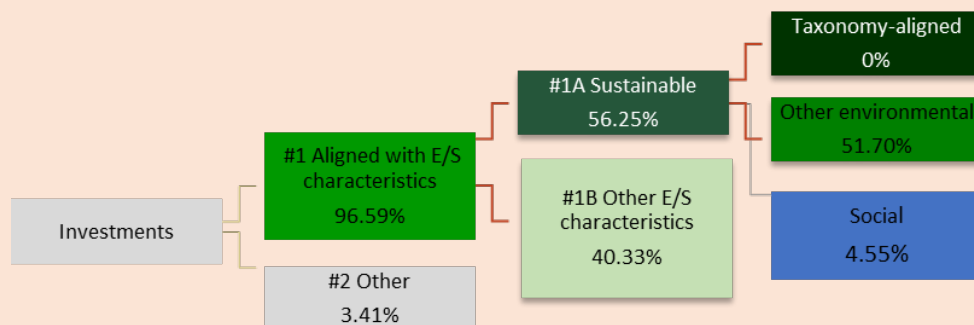 Investments
#1 Aligned with E/S
characteristics
96.59%
#2 Other
3.41%
#1A Sustainable
56.25%
#1B Other E/S
characteristics
40.33%
Taxonomy-aligned
0%
Other environmental
51.70%
Social
4.55%